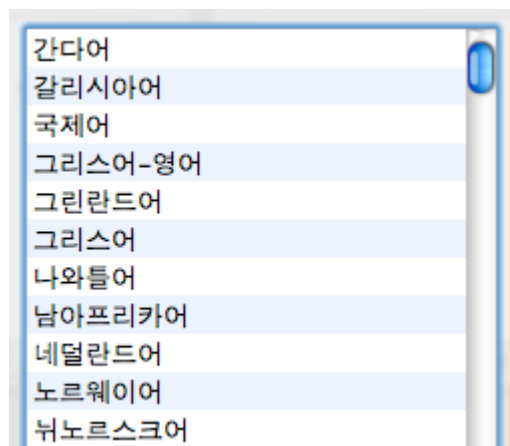 간다어
갈리시아어
국제어
그리스어-영어
그린란드어
그리스어
나와틀어
남아프리카어
네덜란드어
노르웨이어
뉘노르스크어